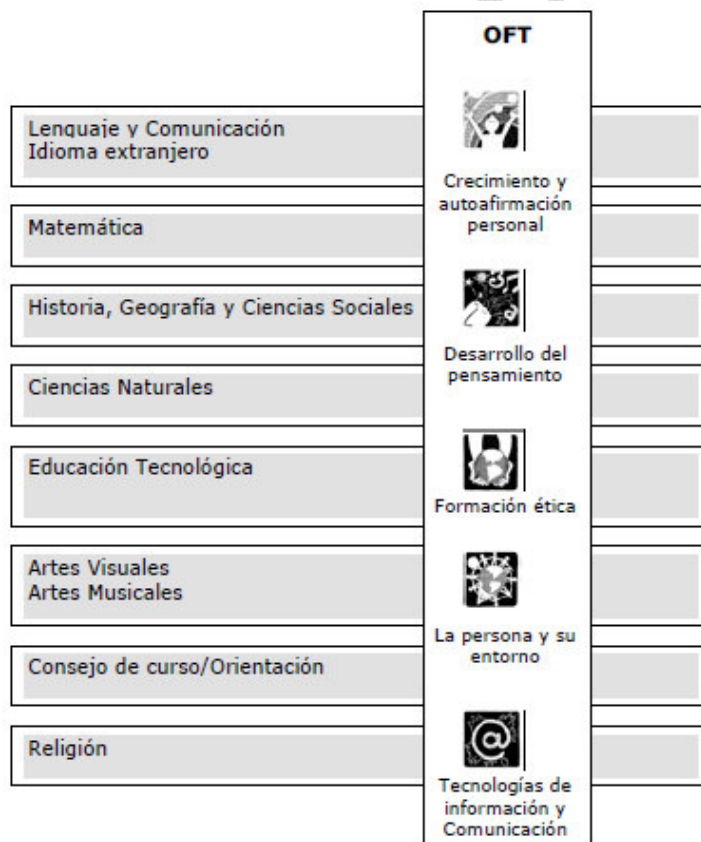 OFT
Lenguaje y Comunicación
Idioma extranjero
Matemática
Historia, Geografía y Ciencias Sociales
Ciencias Naturales
Educación Tecnológica
Artes Visuales
Artes Musicales
Consejo de curso/Orientación
Religión
Crecimiento y
autoafirmación
personal
Desarrollo del
pensamiento
Formación ética
La persona y su
entorno
@
Tecnologías de
información y
Comunicación